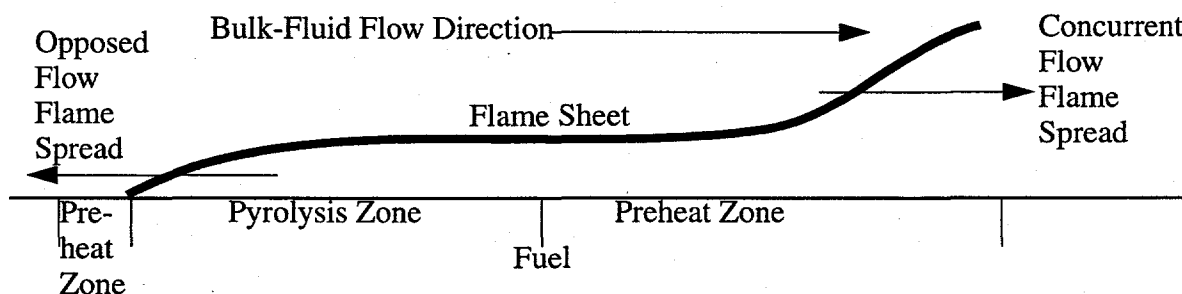 Bulk-Fluid Flow Direction
Opposed
Flow
Flame
Spread
Concurrent
Flow
Flame
Spread
Flame Sheet
Pre-
heat
Zone
Pyrolysis Zone
Preheat Zone
Fuel